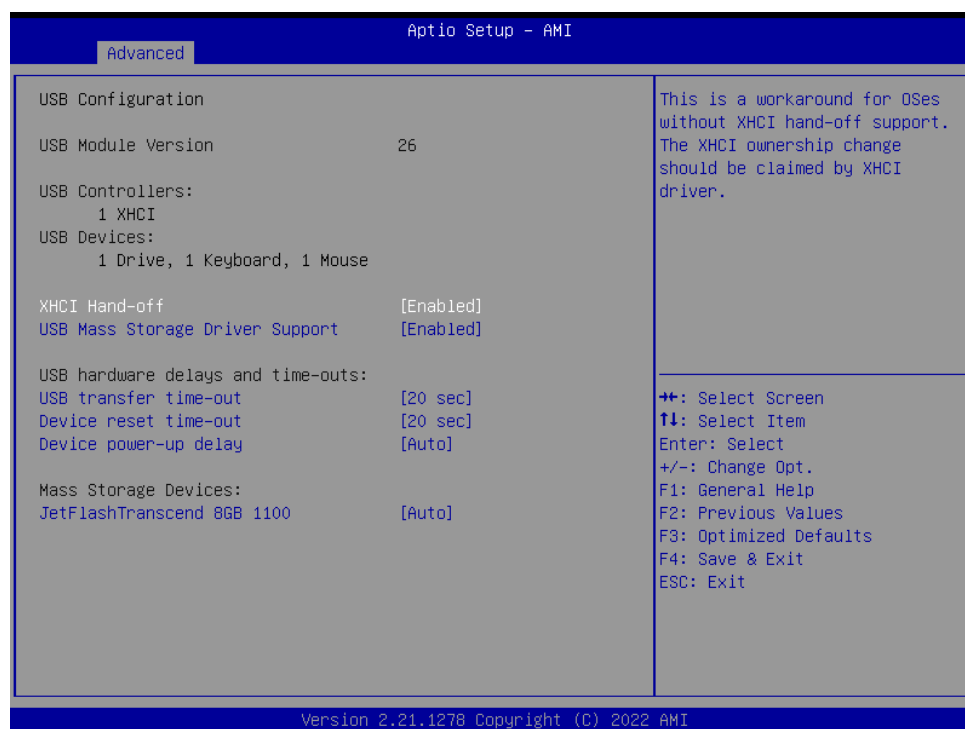 Aptio Setup – AMI
Advanced
USB Configuration
USB Module Version 26
USB Controllers:
1 XHCI
USB Devices:
1 Drive, 1 Keyboard, 1 Mouse
XHCI Hand-off [Enabled]
USB Mass Storage Driver Support [Enabled]
USB hardware delays and time-outs:
USB transfer time-out [20 sec]
Device reset time-out [20 sec]
Device power-up delay [Auto]
Mass Storage Devices:
JetFlashTranscend 8GB 1100 [Auto]
This is a workaround for OSes
without XHCI hand-off support.
The XHCI ownership change
should be claimed by XHCI
driver.
→←: Select Screen
↑↓: Select Item
Enter: Select
+/-: Change Opt.
F1: General Help
F2: Previous Values
F3: Optimized Defaults
F4: Save & Exit
ESC: Exit
Version 2.21.1278 Copyright (C) 2022 AMI